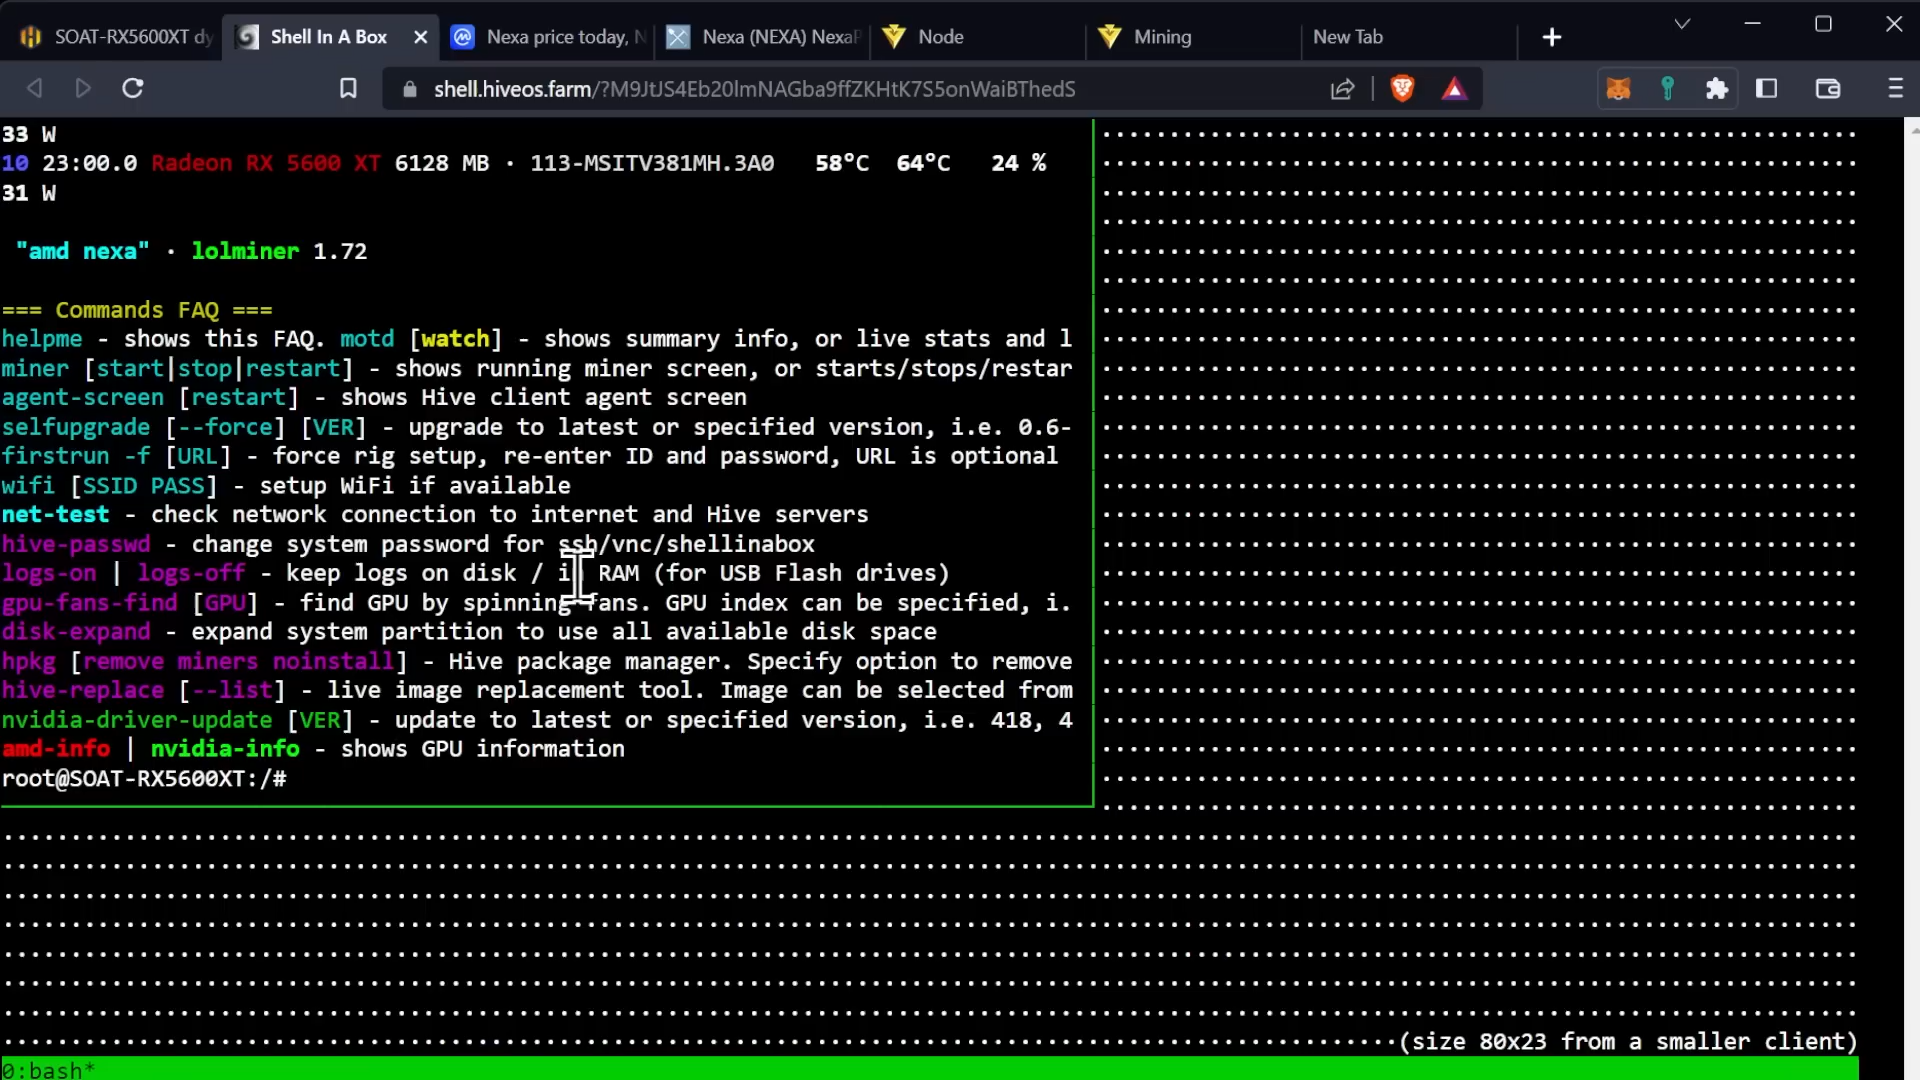 SOAT-RX5600XT dy
Shell In A Box
Nexa price today, N
Nexa (NEXA) NexaP
Node
Mining
New Tab
shell.hiveos.farm/?M9JtJS4Eb20lmNAGba9ffZKHtK7S5onWaiBThedS
33 W
10 23:00.0 Radeon RX 5600 XT 6128 MB · 113-MSITV381MH.3A0 58°C 64°C 24 %
31 W
"amd nexa" · lolminer 1.72
=== Commands FAQ ===
helpme - shows this FAQ. motd [watch] - shows summary info, or live stats and l
miner [start|stop|restart] - shows running miner screen, or starts/stops/restar
agent-screen [restart] - shows Hive client agent screen
selfupgrade [--force] [VER] - upgrade to latest or specified version, i.e. 0.6-
firstrun -f [URL] - force rig setup, re-enter ID and password, URL is optional
wifi [SSID PASS] - setup WiFi if available
net-test - check network connection to internet and Hive servers
hive-passwd - change system password for ssh/vnc/shellinabox
logs-on | logs-off - keep logs on disk / in RAM (for USB Flash drives)
gpu-fans-find [GPU] - find GPU by spinning fans. GPU index can be specified, i.
disk-expand - expand system partition to use all available disk space
hpkg [remove miners noinstall] - Hive package manager. Specify option to remove
hive-replace [--list] - live image replacement tool. Image can be selected from
nvidia-driver-update [VER] - update to latest or specified version, i.e. 418, 4
amd-info | nvidia-info - shows GPU information
root@SOAT-RX5600XT:/#
(size 80x23 from a smaller client)
0:bash*